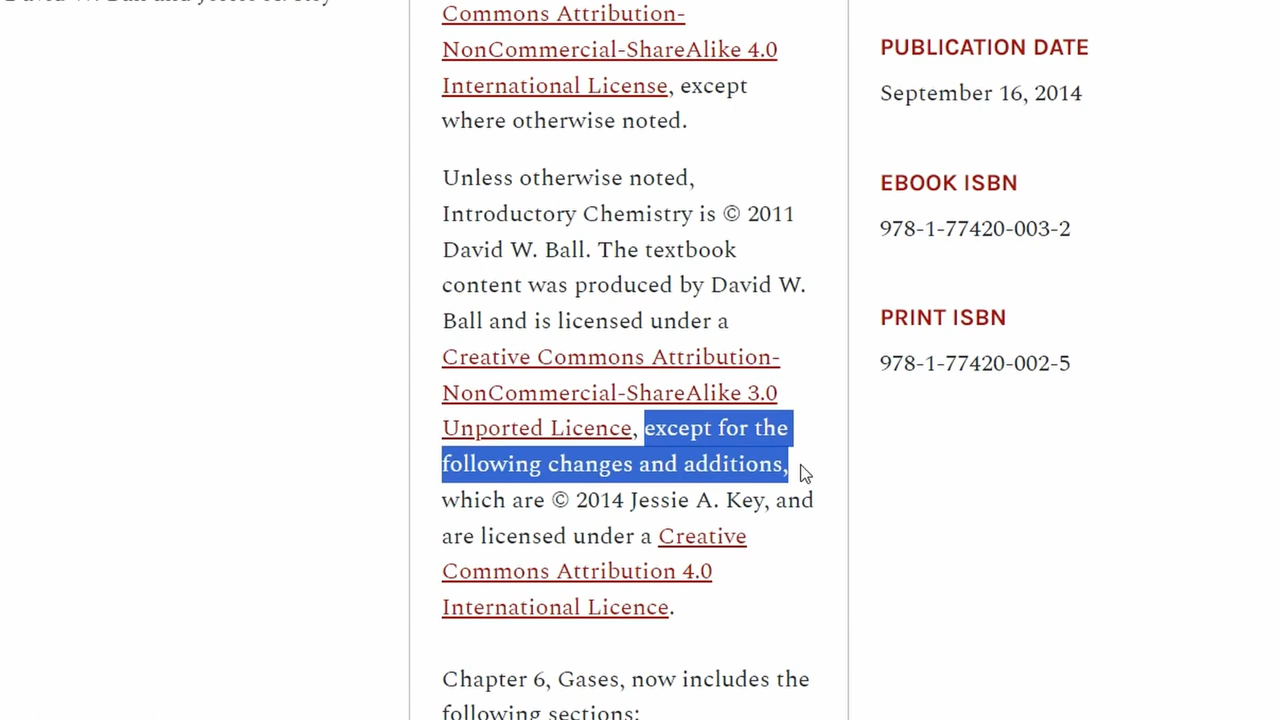 Commons Attribution-
NonCommercial-ShareAlike 4.0
International License, except
where otherwise noted.
Unless otherwise noted,
Introductory Chemistry is © 2011
David W. Ball. The textbook
content was produced by David W.
Ball and is licensed under a
Creative Commons Attribution-
NonCommercial-ShareAlike 3.0
Unported Licence, except for the
following changes and additions,
which are © 2014 Jessie A. Key, and
are licensed under a Creative
Commons Attribution 4.0
International Licence.
Chapter 6, Gases, now includes the
following sections:
PUBLICATION DATE
September 16, 2014
EBOOK ISBN
978-1-77420-003-2
PRINT ISBN
978-1-77420-002-5